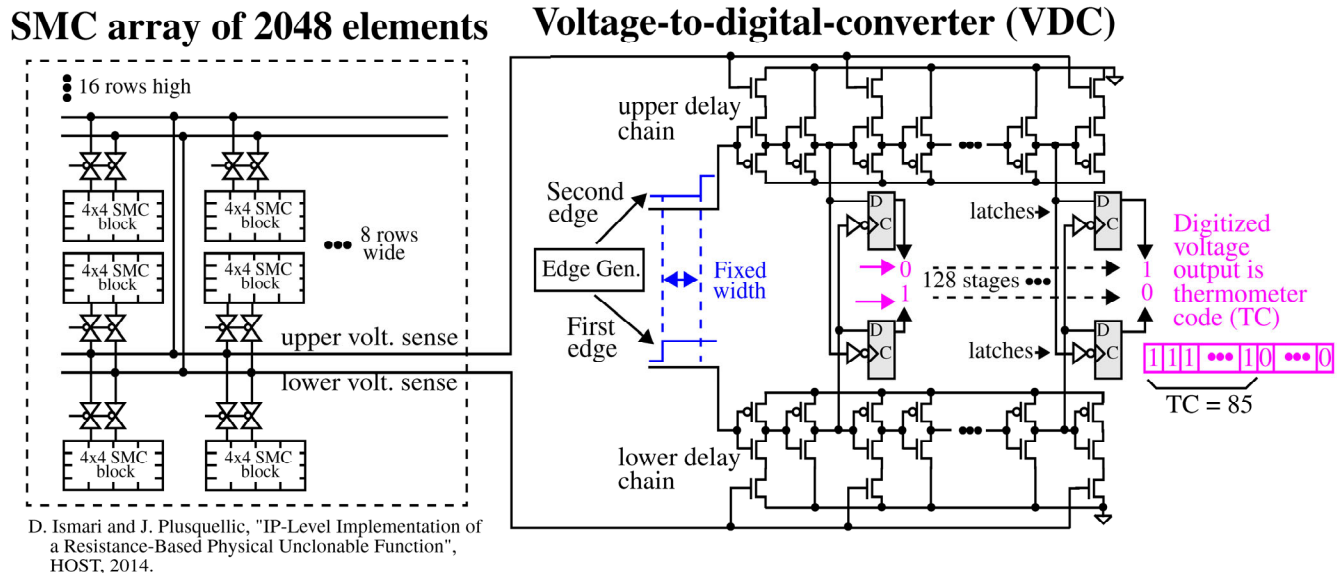 SMC array of 2048 elements
Voltage-to-digital-converter (VDC)
16 rows high
4x4 SMC
block
4x4 SMC
block
8 rows
wide
4x4 SMC
block
4x4 SMC
block
upper volt. sense
lower volt. sense
4x4 SMC
block
4x4 SMC
block
D. Ismari and J. Plusquellic, "IP-Level Implementation of
a Resistance-Based Physical Unclonable Function",
HOST, 2014.
upper delay
chain
Second
edge
Edge Gen.
Fixed
width
First
edge
lower delay
chain
D
C
0
1
D
C
128 stages
latches
D
C
1
0
latches
D
C
Digitized
voltage
output is
thermometer
code (TC)
1 1 1 1 0 0
TC = 85